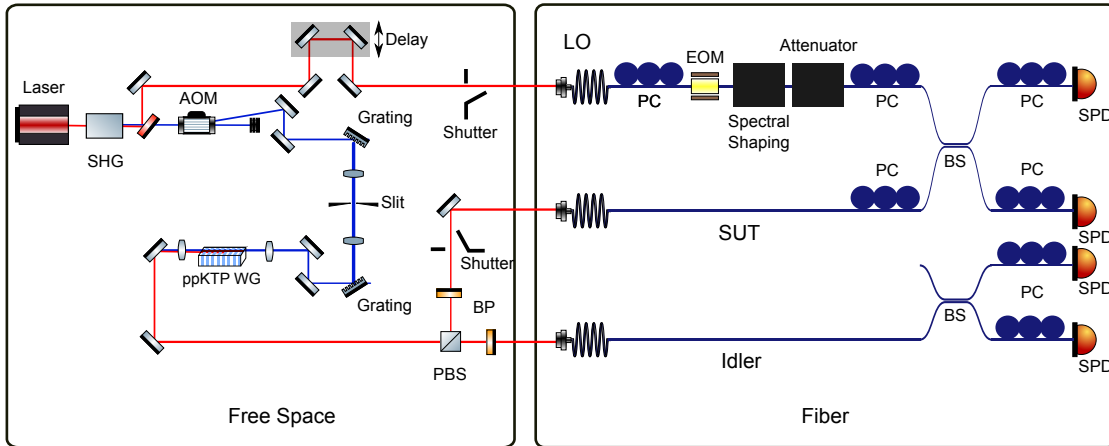 Delay
Laser
AOM
Grating
SHG
Shutter
Slit
ppKTP WG
Shutter
Grating
BP
PBS
Free Space
LO
Attenuator
EOM
PC
PC
SPD
Spectral
Shaping
PC
BS
PC
SUT
SPD
PC
SPD
BS
Idler
SPD
Fiber